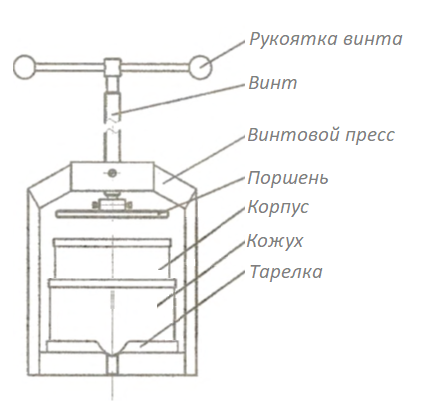 Рукоятка винта
Винт
Винтовой пресс
Поршень
Корпус
Кожух
Тарелка